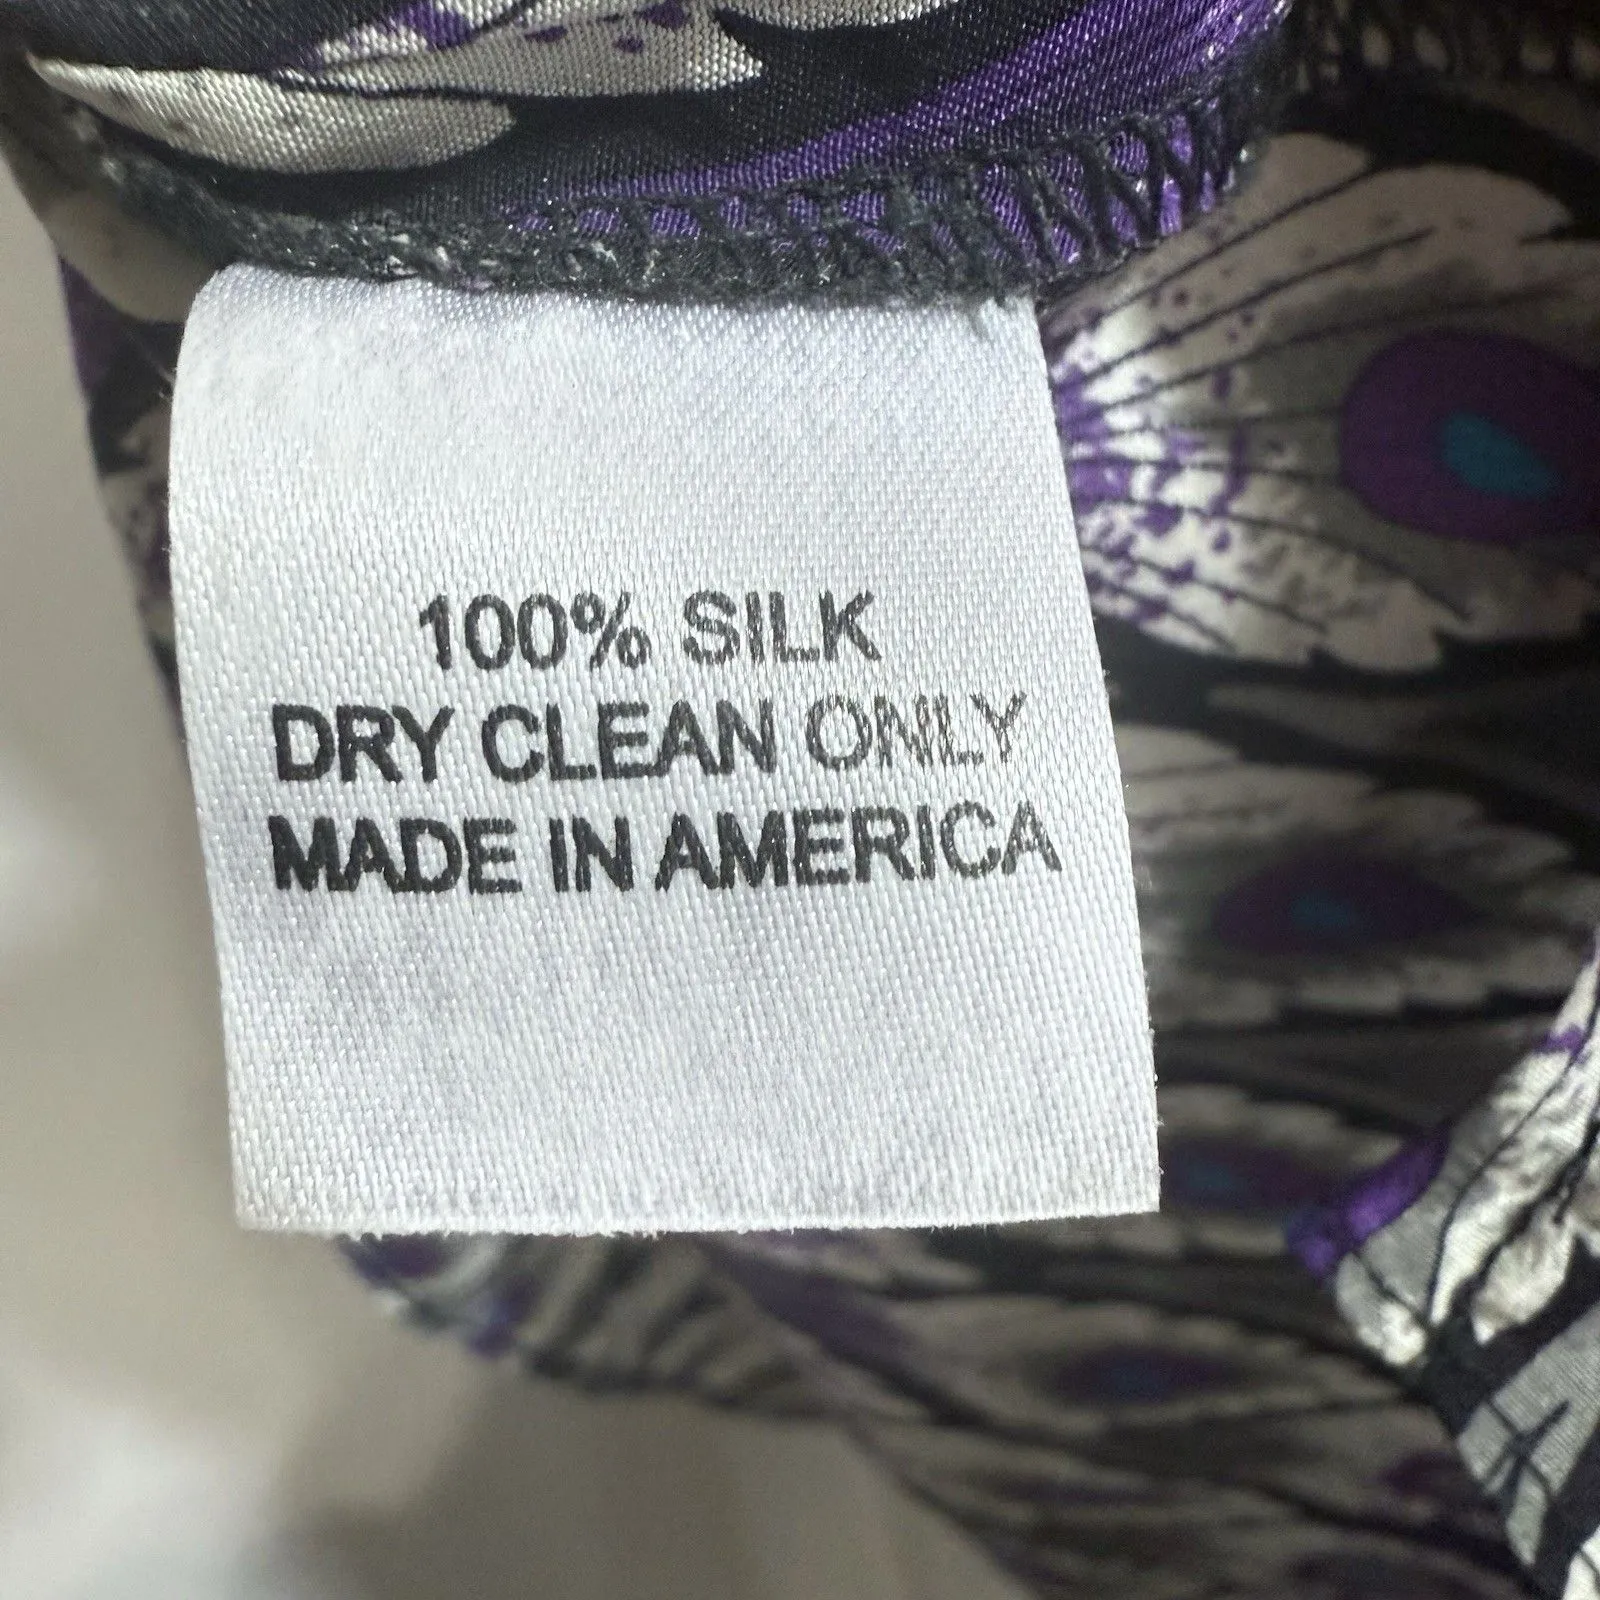 100% SILK
DRY CLEAN ONLY
MADE IN AMERICA